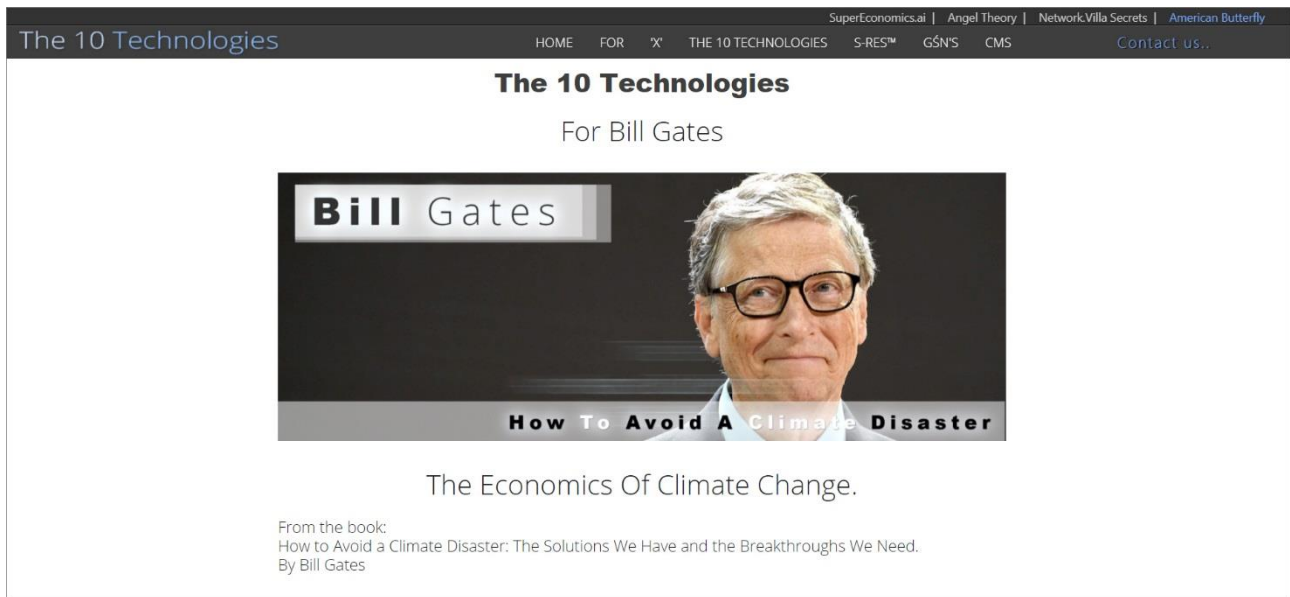 SuperEconomics.ai | Angel Theory | Network.Villa Secrets | American Butterfly
The 10 Technologies HOME FOR 'X' THE 10 TECHNOLOGIES S-RES™ GŚN'S CMS Contact us..
The 10 Technologies
For Bill Gates
Bill Gates
How To Avoid A Climate Disaster
The Economics Of Climate Change.
From the book:
How to Avoid a Climate Disaster: The Solutions We Have and the Breakthroughs We Need.
By Bill Gates